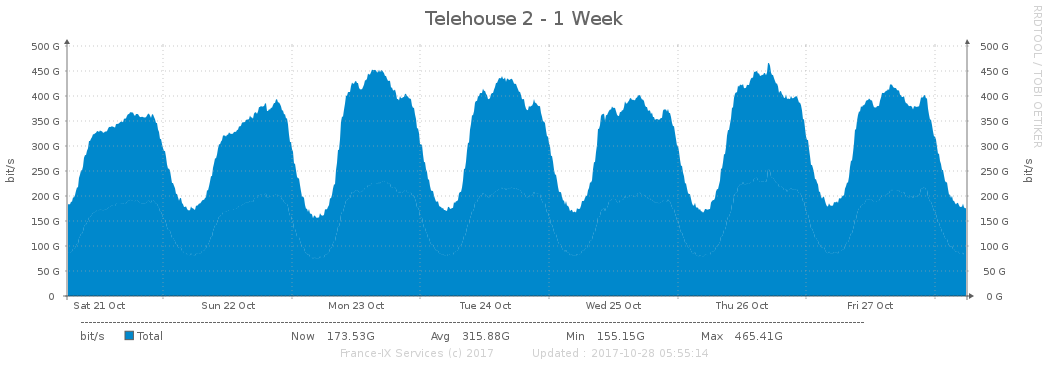 Telehouse 2 - 1 Week
RRDTOOL / TOBI OETIKER
500 G 500 G
450 G 450 G
400 G 400 G
350 G 350 G
300 G 300 G
250 G 250 G
200 G 200 G
150 G 150 G
100 G 100 G
50 G 50 G
0 0 G
bit/s bit/s
Sat 21 Oct Sun 22 Oct Mon 23 Oct Tue 24 Oct Wed 25 Oct Thu 26 Oct Fri 27 Oct
bit/s Total Now 173.53G Avg 315.88G Min 155.15G Max 465.41G
France-IX Services (c) 2017 Updated : 2017-10-28 05:55:14